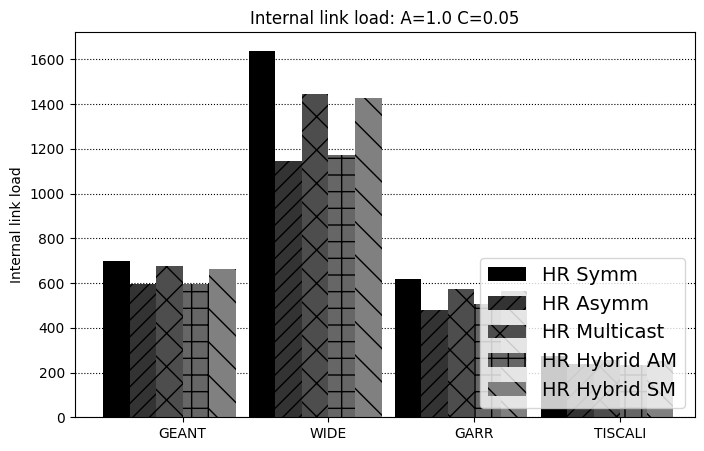 Internal link load: A=1.0 C=0.05
Internal link load
1600
1400
1200
1000
800
600
400
200
0
GEANT
WIDE
GARR
TISCALI
HR Symm
HR Asymm
HR Multicast
HR Hybrid AM
HR Hybrid SM